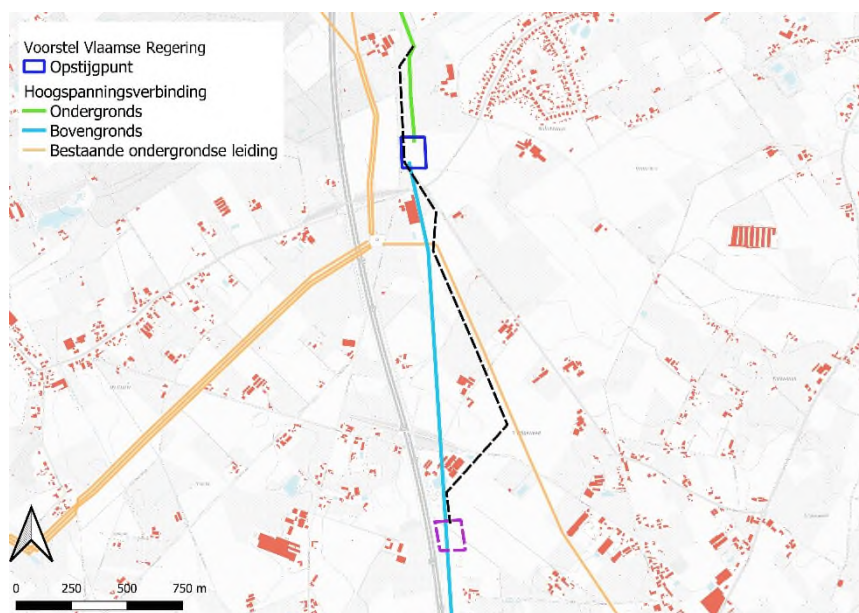 Voorstel Vlaamse Regering
Opstijgpunt
Hoogspanningsverbinding
Ondergronds
Bovengronds
Bestaande ondergrondse leiding
0 250 500 750 m